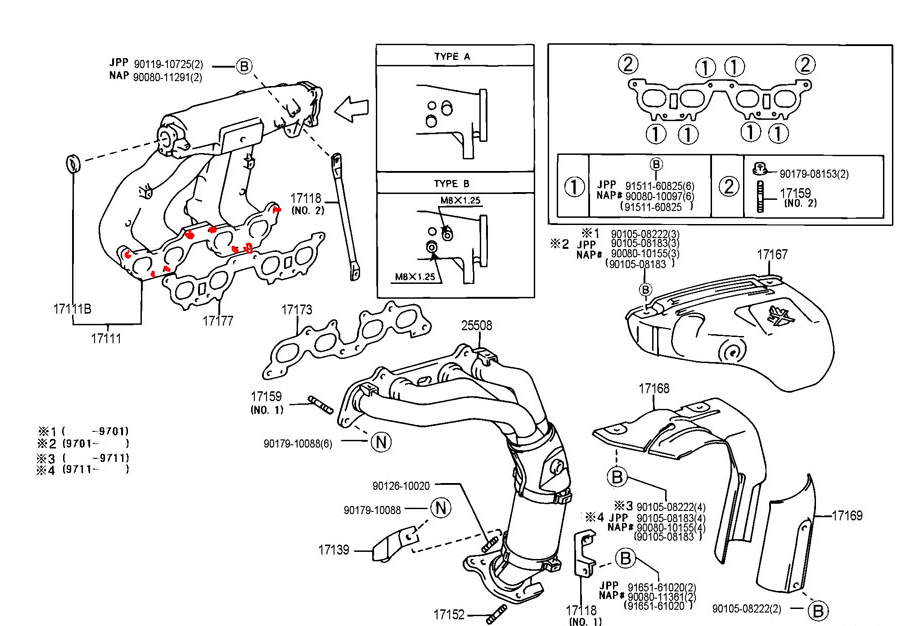 JPP 90119-10725(2)
NAP 90080-11291(2)
B
TYPE A
TYPE B
M8×1.25
M8×1.25
2
1
1
2
1
1
1
1
1
B
JPP 91511-60825(6)
NAP# 90080-10097(6)
(91511-60825 )
2
90179-08153(2)
17159
(NO. 2)
※1 90105-08222(3)
※2 JPP 90105-08183(3)
NAP# 90080-10155(3)
(90105-08183 )
B
17167
17118
(NO. 2)
17111B
17111
17177
17173
25508
17159
(NO. 1)
90179-10088(6)
N
※1 ( -9701)
※2 (9701- )
※3 ( -9711)
※4 (9711- )
17168
B
※3 90105-08222(4)
※4 JPP 90105-08183(4)
NAP# 90080-10155(4)
(90105-08183 )
17169
90126-10020
90179-10088
N
17139
17152
B
JPP 91651-61020(2)
NAP# 90080-11361(2)
(91651-61020 )
17118
(NO. 1)
90105-08222(2)
B